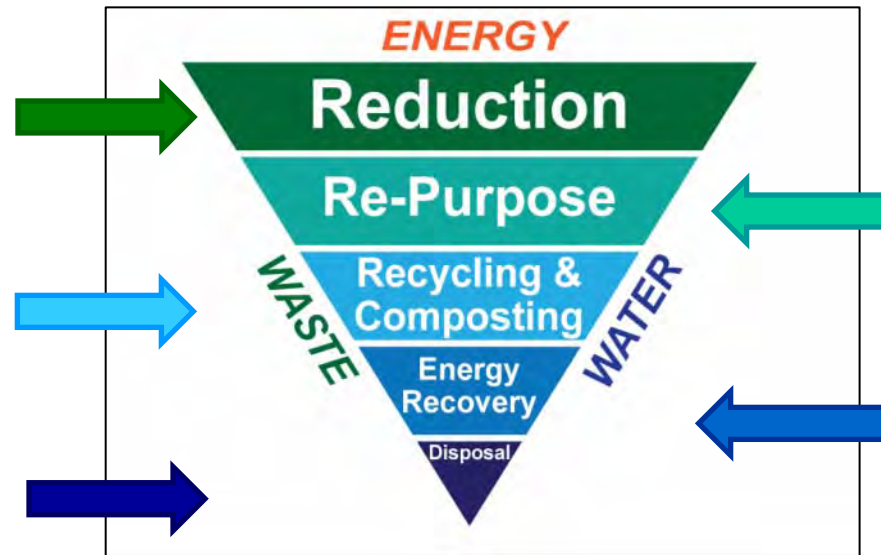 ENERGY
Reduction
Re-Purpose
Recycling &
Composting
Energy
Recovery
Disposal
WASTE
WATER